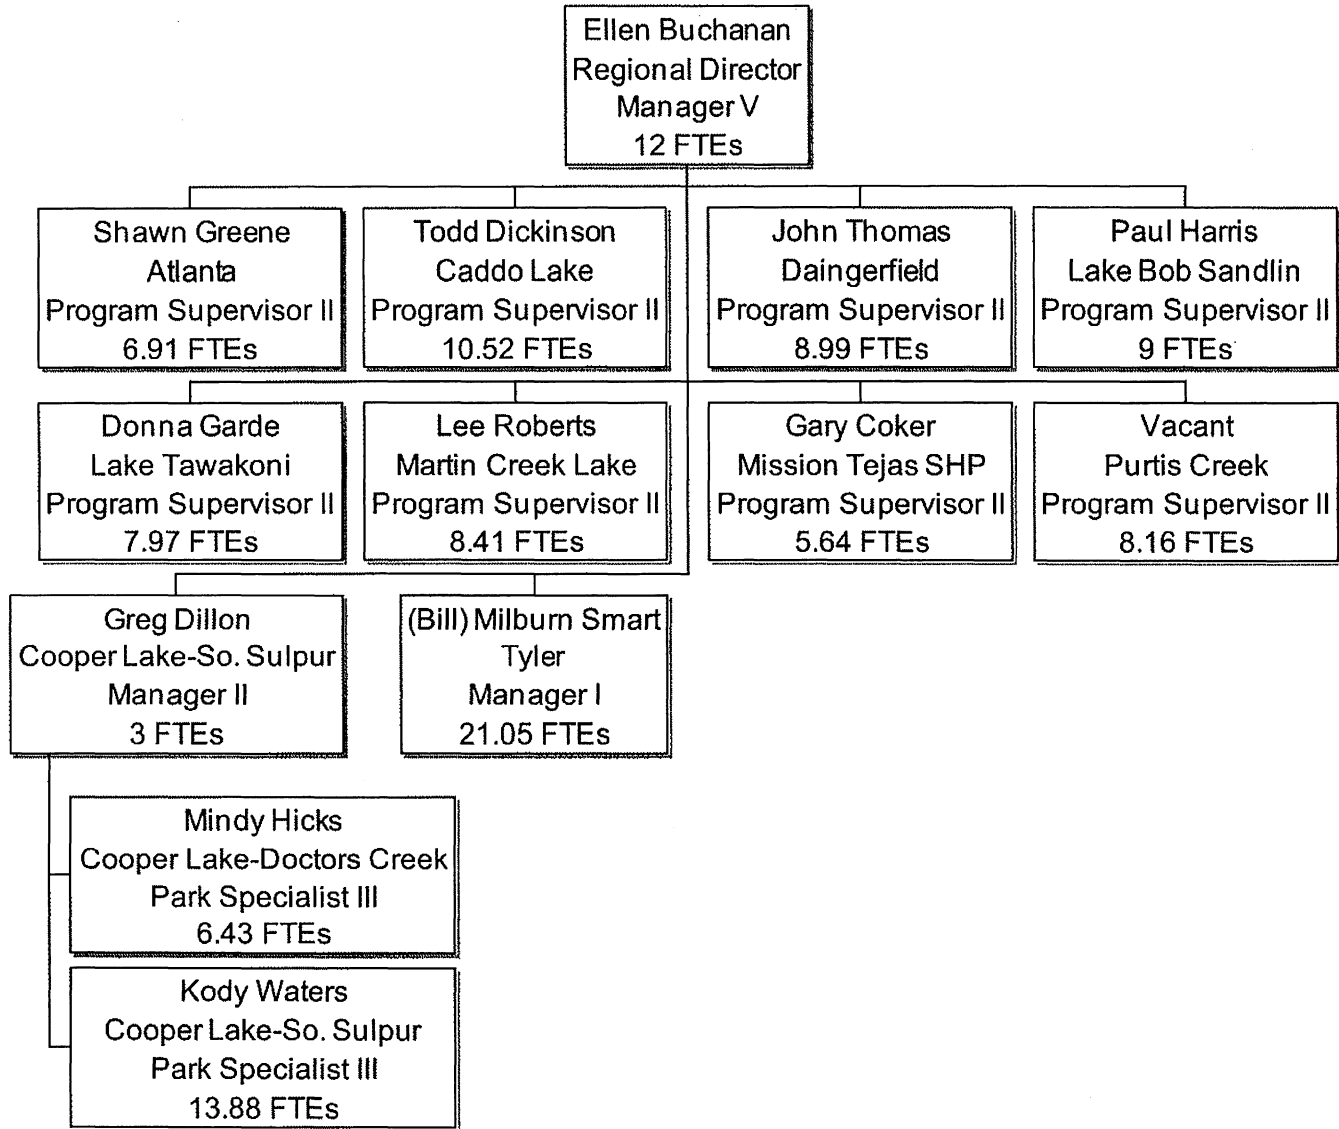 Ellen Buchanan
Regional Director
Manager V
12 FTEs
Shawn Greene
Atlanta
Program Supervisor II
6.91 FTEs
Todd Dickinson
Caddo Lake
Program Supervisor II
10.52 FTEs
John Thomas
Daingerfield
Program Supervisor II
8.99 FTEs
Paul Harris
Lake Bob Sandlin
Program Supervisor II
9 FTEs
Donna Garde
Lake Tawakoni
Program Supervisor II
7.97 FTEs
Lee Roberts
Martin Creek Lake
Program Supervisor II
8.41 FTEs
Gary Coker
Mission Tejas SHP
Program Supervisor II
5.64 FTEs
Vacant
Purtis Creek
Program Supervisor II
8.16 FTEs
Greg Dillon
Cooper Lake-So. Sulpur
Manager II
3 FTEs
(Bill) Milburn Smart
Tyler
Manager I
21.05 FTEs
Mindy Hicks
Cooper Lake-Doctors Creek
Park Specialist III
6.43 FTEs
Kody Waters
Cooper Lake-So. Sulpur
Park Specialist III
13.88 FTEs